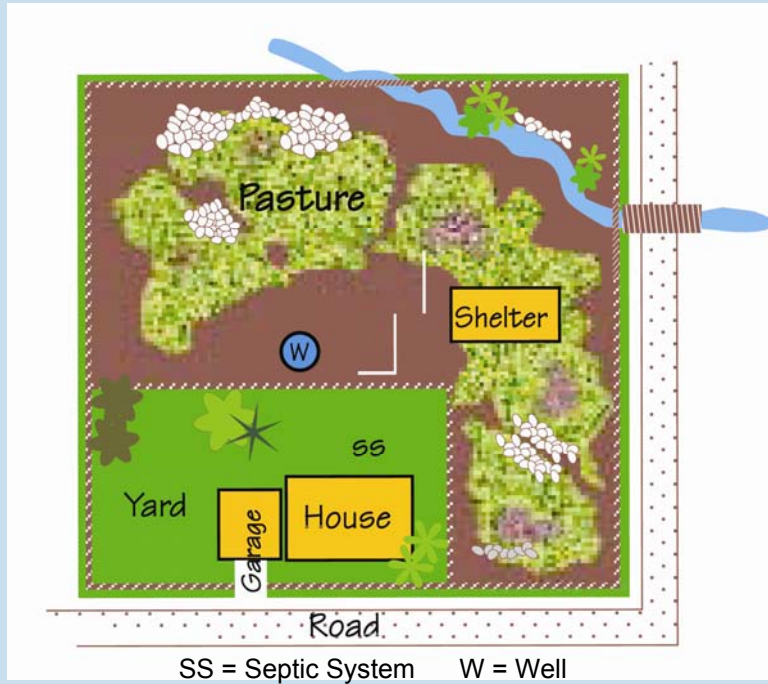 Pasture
Shelter
W
SS
Yard
Garage
House
Road
SS = Septic System W = Well